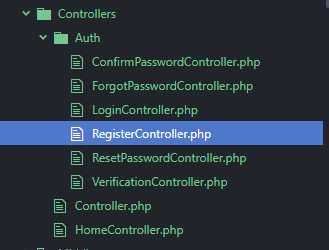 Controllers
Auth
ConfirmPasswordController.php
ForgotPasswordController.php
LoginController.php
RegisterController.php
ResetPasswordController.php
VerificationController.php
Controller.php
HomeController.php